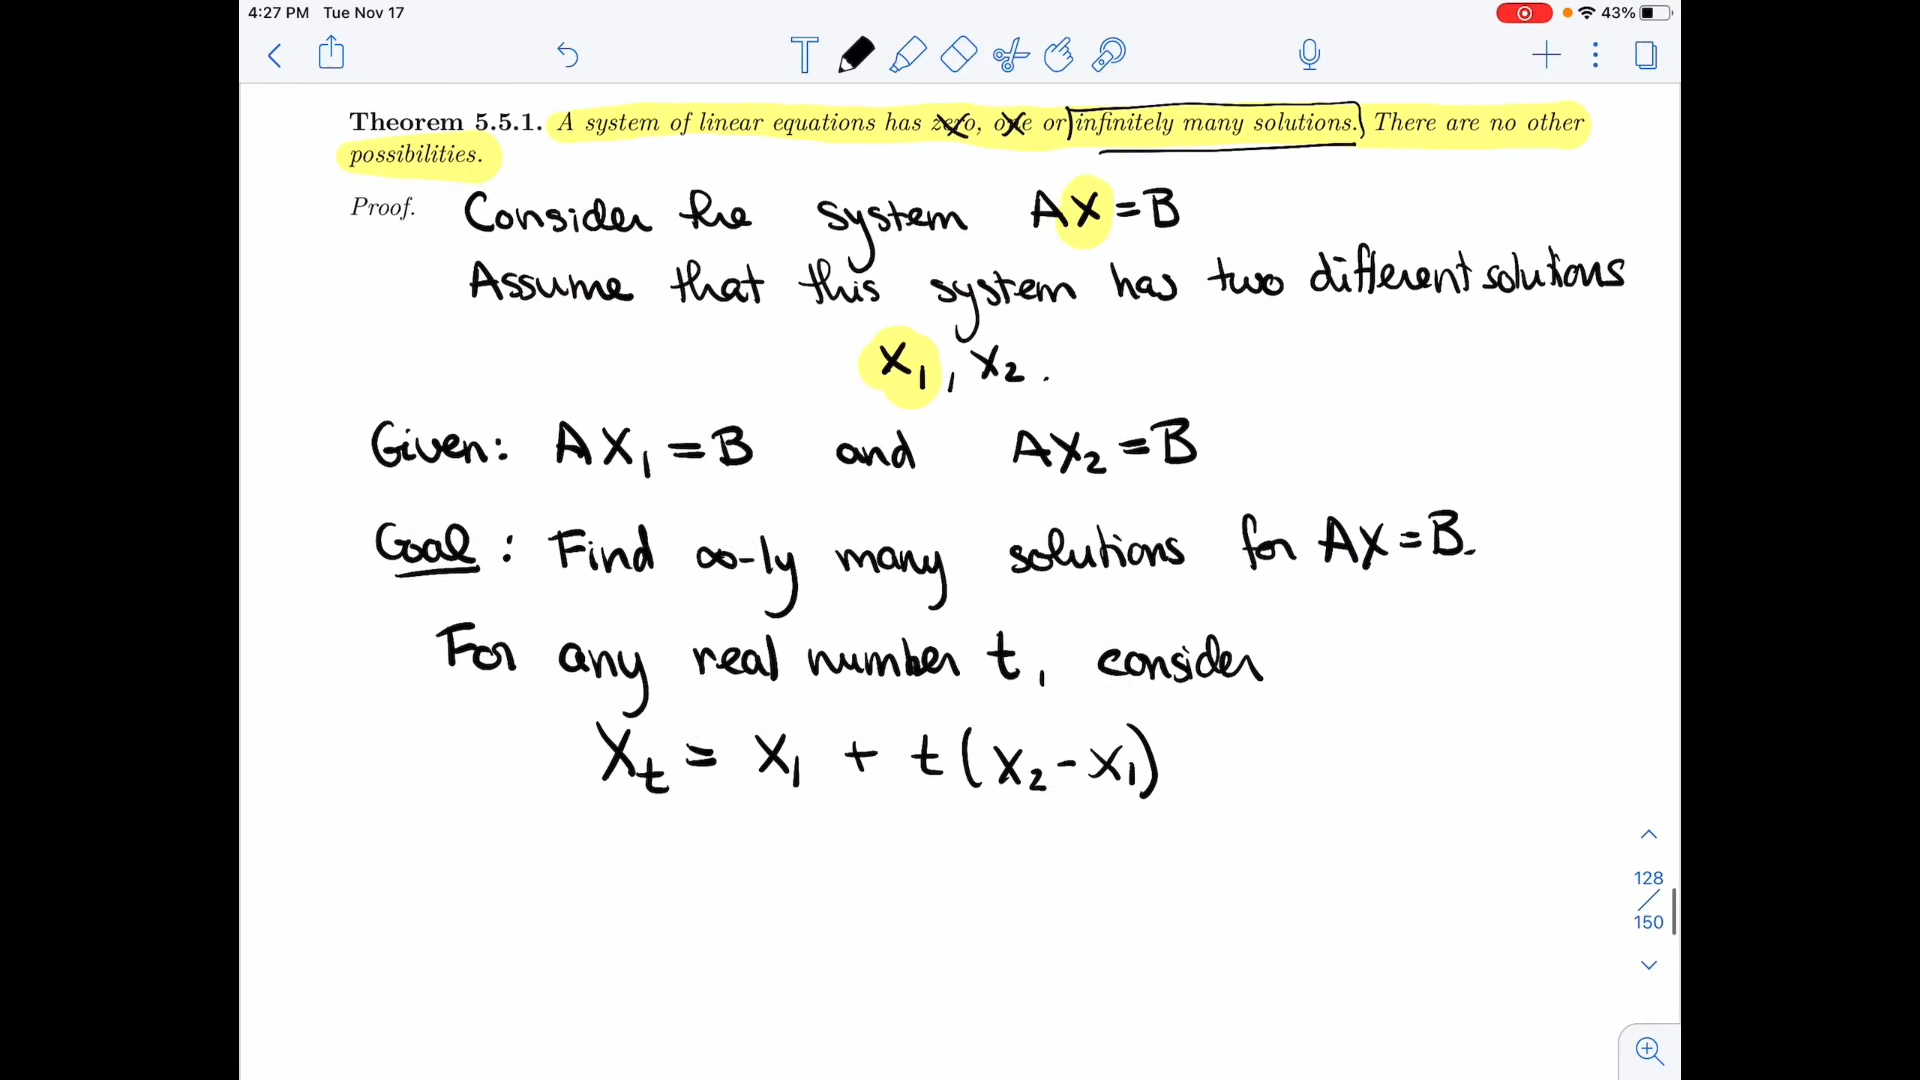 4:27 PM Tue Nov 17
43%
T
Theorem 5.5.1. A system of linear equations has zero, one or infinitely many solutions. There are no other
possibilities.
Prof. Consider the system AX=B
Assume that this system has two different solutions
X₁, X₂.
Given: AX₁=B and AX₂=B
Goal: Find ∞-ly many solutions for AX=B.
For any real number t, consider
Xₜ = X₁ + t(X₂-X₁)
128
150